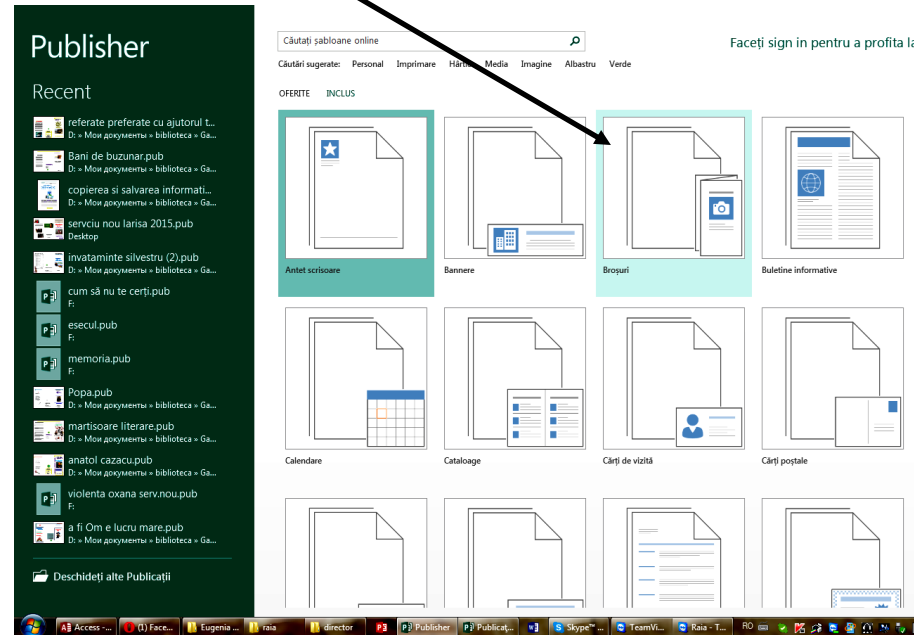 Publisher
Recent
referate preferate cu ajutorul t...
D: » Мои документы » biblioteca » Ga...
Bani de buzunar.pub
D: » Мои документы » biblioteca » Ga...
copierea si salvarea informati...
D: » Мои документы » biblioteca » Ga...
servciu nou larisa 2015.pub
Desktop
invataminte silvestru (2).pub
D: » Мои документы » biblioteca » Ga...
cum să nu te cerți.pub
F:
esecul.pub
F:
memoria.pub
F:
Popa.pub
D: » Мои документы » biblioteca » Ga...
martisoare literare.pub
D: » Мои документы » biblioteca » Ga...
anatol cazacu.pub
D: » Мои документы » biblioteca » Ga...
violenta oxana serv.nou.pub
F:
a fi Om e lucru mare.pub
D: » Мои документы » biblioteca » Ga...
Deschideți alte Publicații
Căutați șabloane online
Faceți sign in pentru a profita la
Căutări sugerate: Personal Imprimare Hârtie Media Imagine Albastru Verde
OFERITE INCLUS
Antet scrisoare Bannere Broșuri Buletine informative
Calendare Cataloage Cărți de vizită Cărți poștale
Access -... (1) Face... Eugenia ... raia director Publisher Publicaț... Skype™ ... TeamVi... Raia - T... RO